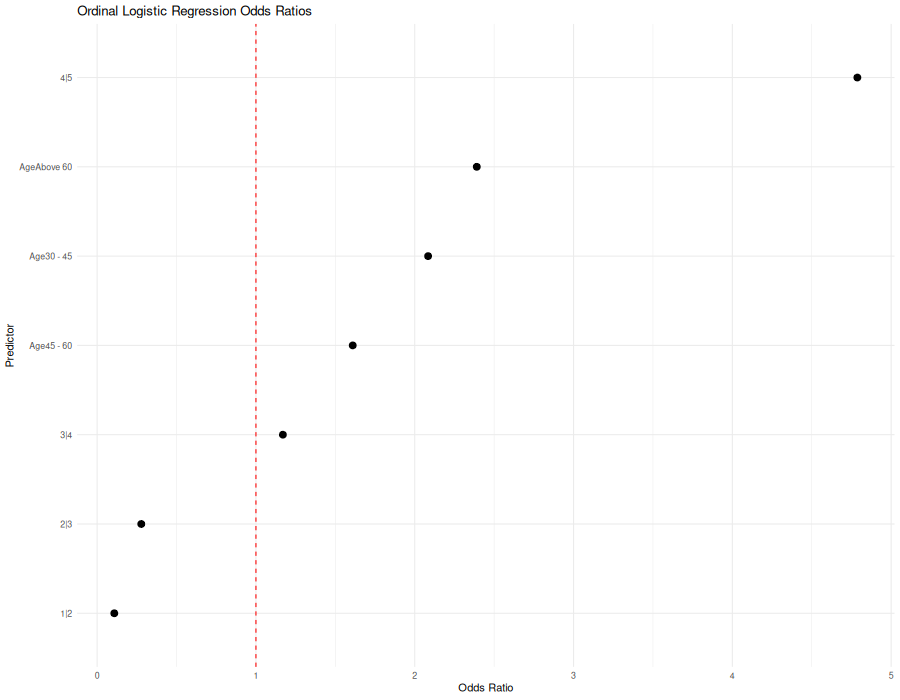 Ordinal Logistic Regression Odds Ratios
4|5
AgeAbove 60
Age30 - 45
Age45 - 60
3|4
2|3
1|2
Predictor
0 1 2 3 4 5
Odds Ratio